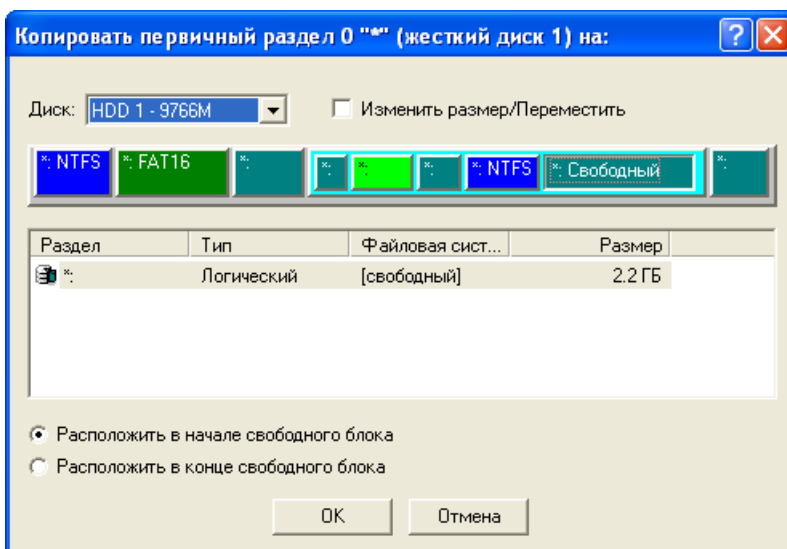 Копировать первичный раздел 0 "*" (жесткий диск 1) на:
Диск: HDD 1 - 9766M Изменить размер/Переместить
*: NTFS *: FAT16 *: *: *: *: *: NTFS *: Свободный *:
Раздел Тип Файловая сист... Размер
*: Логический [свободный] 2.2 ГБ
Расположить в начале свободного блока
Расположить в конце свободного блока
OK Отмена